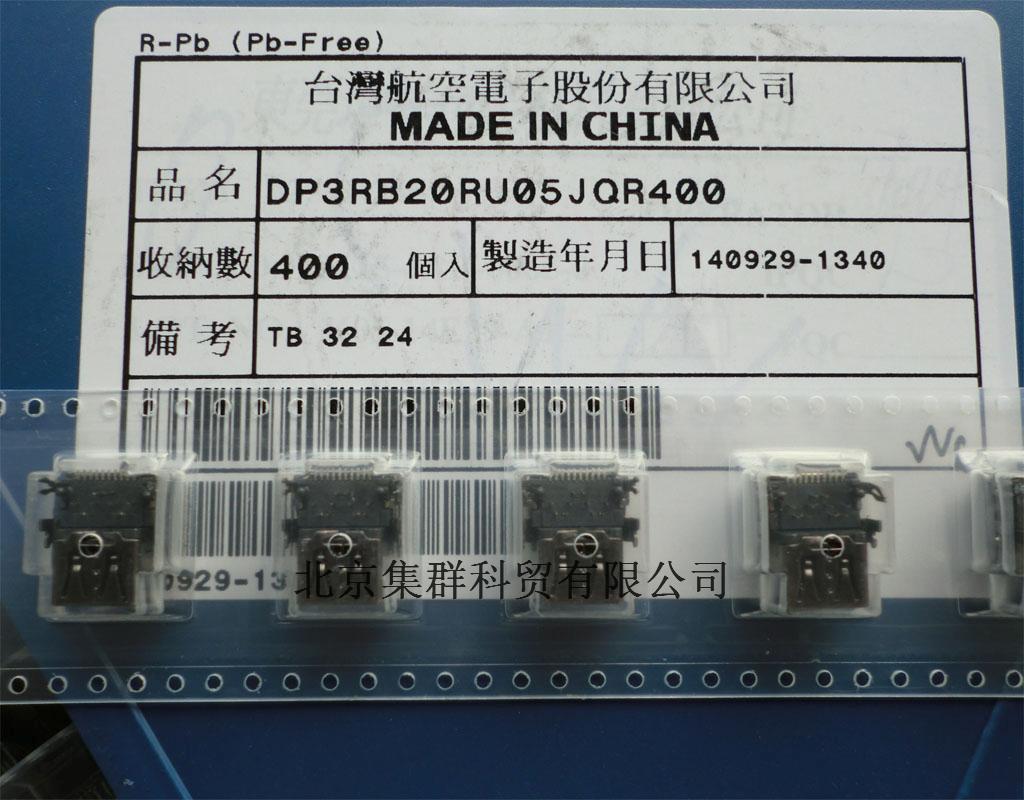 R-Pb (Pb-Free)
台灣航空電子股份有限公司
MADE IN CHINA
品名 DP3RB20RU05JQR400
收納數 400 個入 製造年月日 140929-1340
備考 TB 32 24
北京集群科贸有限公司